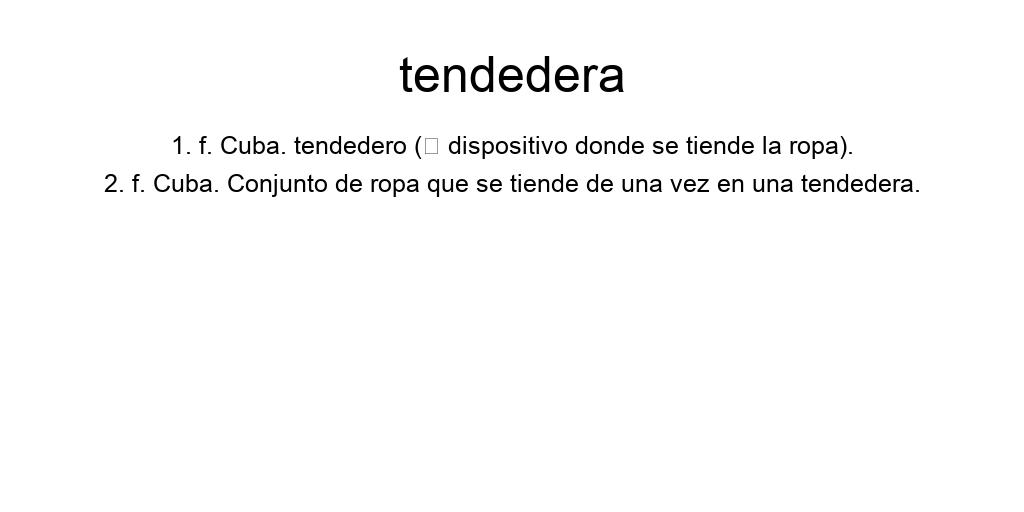 tendedera
1. f. Cuba. tendedero (□ dispositivo donde se tiende la ropa).
2. f. Cuba. Conjunto de ropa que se tiende de una vez en una tendedera.